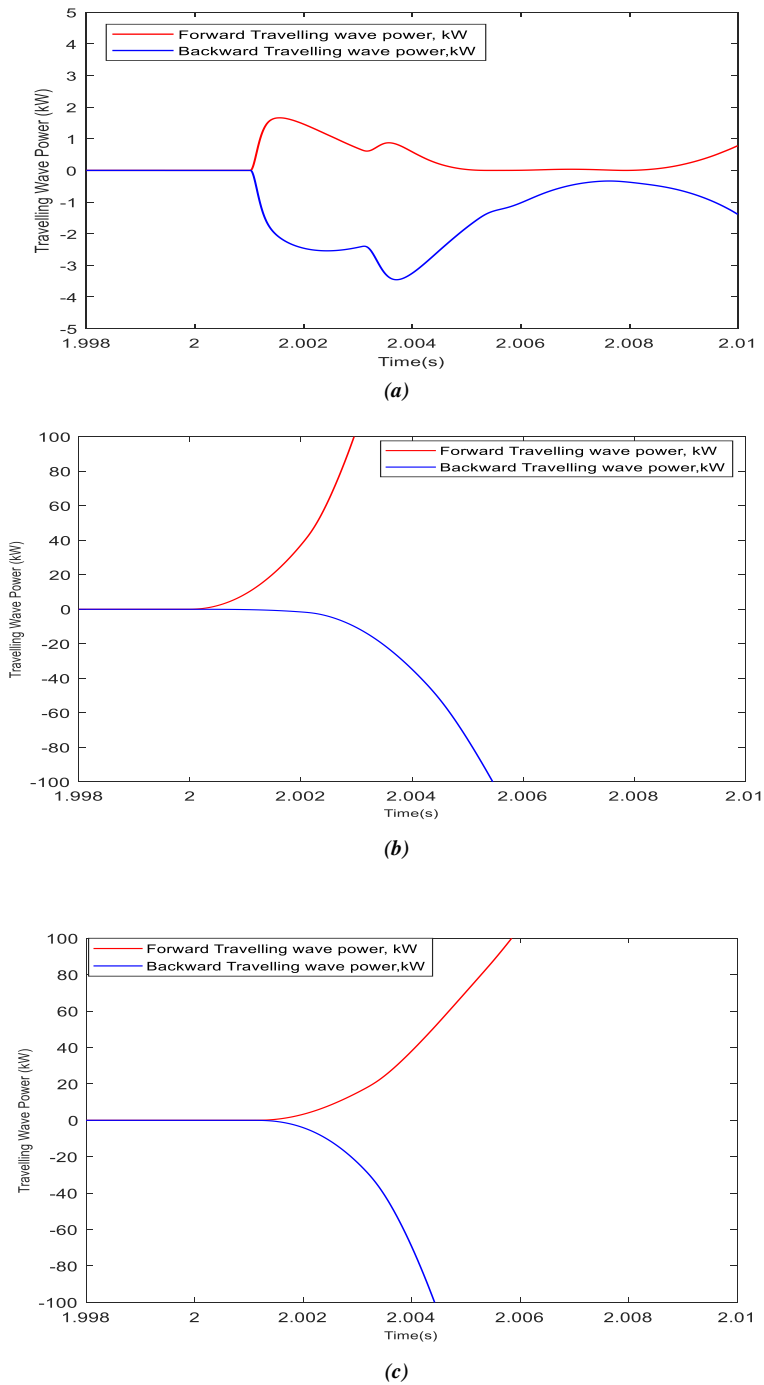 5
4
3
2
1
0
-1
-2
-3
-4
-5
Travelling Wave Power (kW)
Forward Travelling wave power, kW
Backward Travelling wave power,kW
1.998 2 2.002 2.004 2.006 2.008 2.01
Time(s)
(a)
100
80
60
40
20
0
-20
-40
-60
-80
-100
Travelling Wave Power (kW)
Forward Travelling wave power, kW
Backward Travelling wave power,kW
1.998 2 2.002 2.004 2.006 2.008 2.01
Time(s)
(b)
100
80
60
40
20
0
-20
-40
-60
-80
-100
Travelling Wave Power (kW)
Forward Travelling wave power, kW
Backward Travelling wave power,kW
1.998 2 2.002 2.004 2.006 2.008 2.01
Time(s)
(c)